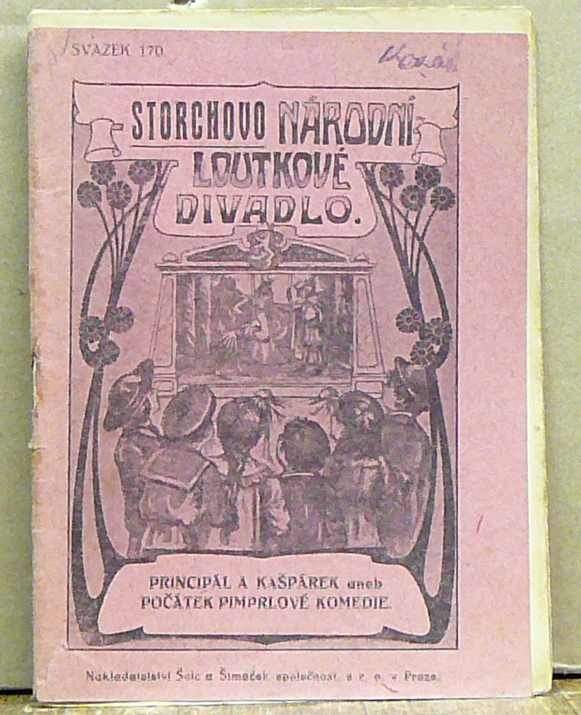 SVAZEK 170.
STORCHOVO NÁRODNÍ
LOUTKOVÉ
DIVADLO.
PRINCIPÁL A KAŠPÁREK aneb
POČÁTEK PIMPRLOVÉ KOMEDIE.
Nakladatelství Šolc a Šimáček společnost. s r. o. v Praze.